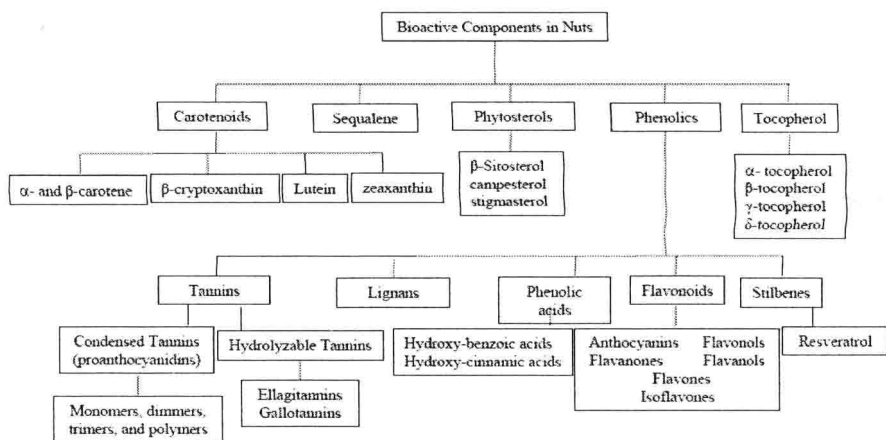 Bioactive Components in Nuts
Carotenoids
Sequalene
Phytosterols
Phenolics
Tocopherol
α- and β-carotene
β-cryptoxanthin
Lutein
zeaxanthin
β-Sitosterol
campesterol
stigmasterol
α- tocopherol
β-tocopherol
γ-tocopherol
δ-tocopherol
Tannins
Lignans
Phenolic
acids
Flavonoids
Stilbenes
Condensed Tannins
(proanthocyanidins)
Hydrolyzable Tannins
Hydroxy-benzoic acids
Hydroxy-cinnamic acids
Anthocyanins Flavonols
Flavanones Flavanols
Flavones
Isoflavones
Resveratrol
Monomers, dimmers,
trimers, and polymers
Ellagitannins
Gallotannins